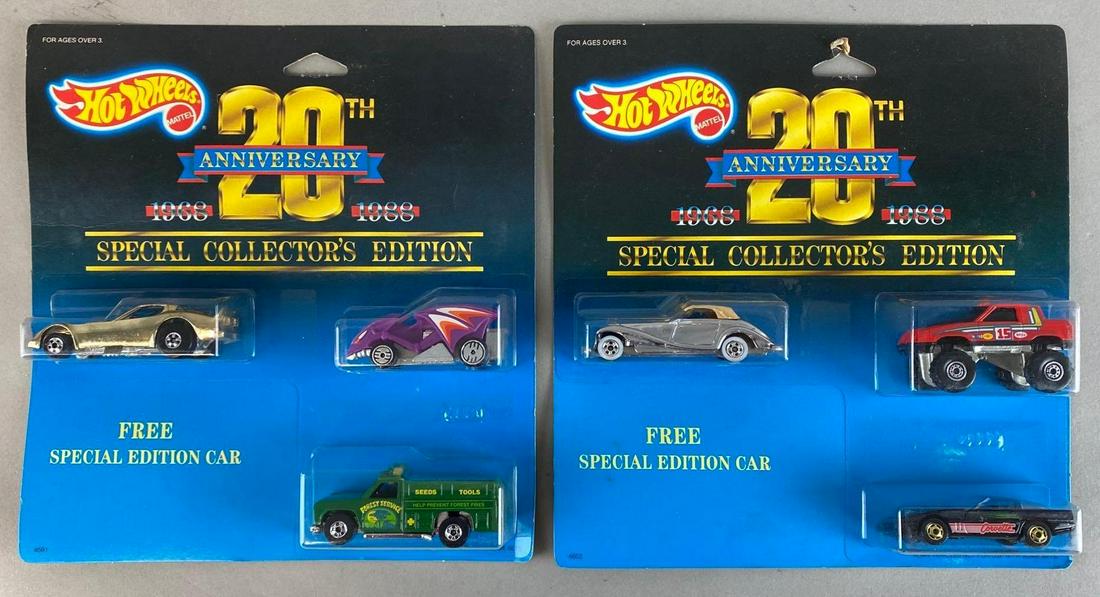 FOR AGES OVER 3.
Hot Wheels
MATTEL
®
20TH
ANNIVERSARY
1968 1988
SPECIAL COLLECTOR'S EDITION
FREE
SPECIAL EDITION CAR
FOREST SERVICE
SEEDS TOOLS
HELP PREVENT FOREST FIRES
FOR AGES OVER 3.
Hot Wheels
MATTEL
®
20TH
ANNIVERSARY
1968 1988
SPECIAL COLLECTOR'S EDITION
15
FREE
SPECIAL EDITION CAR
Corvette